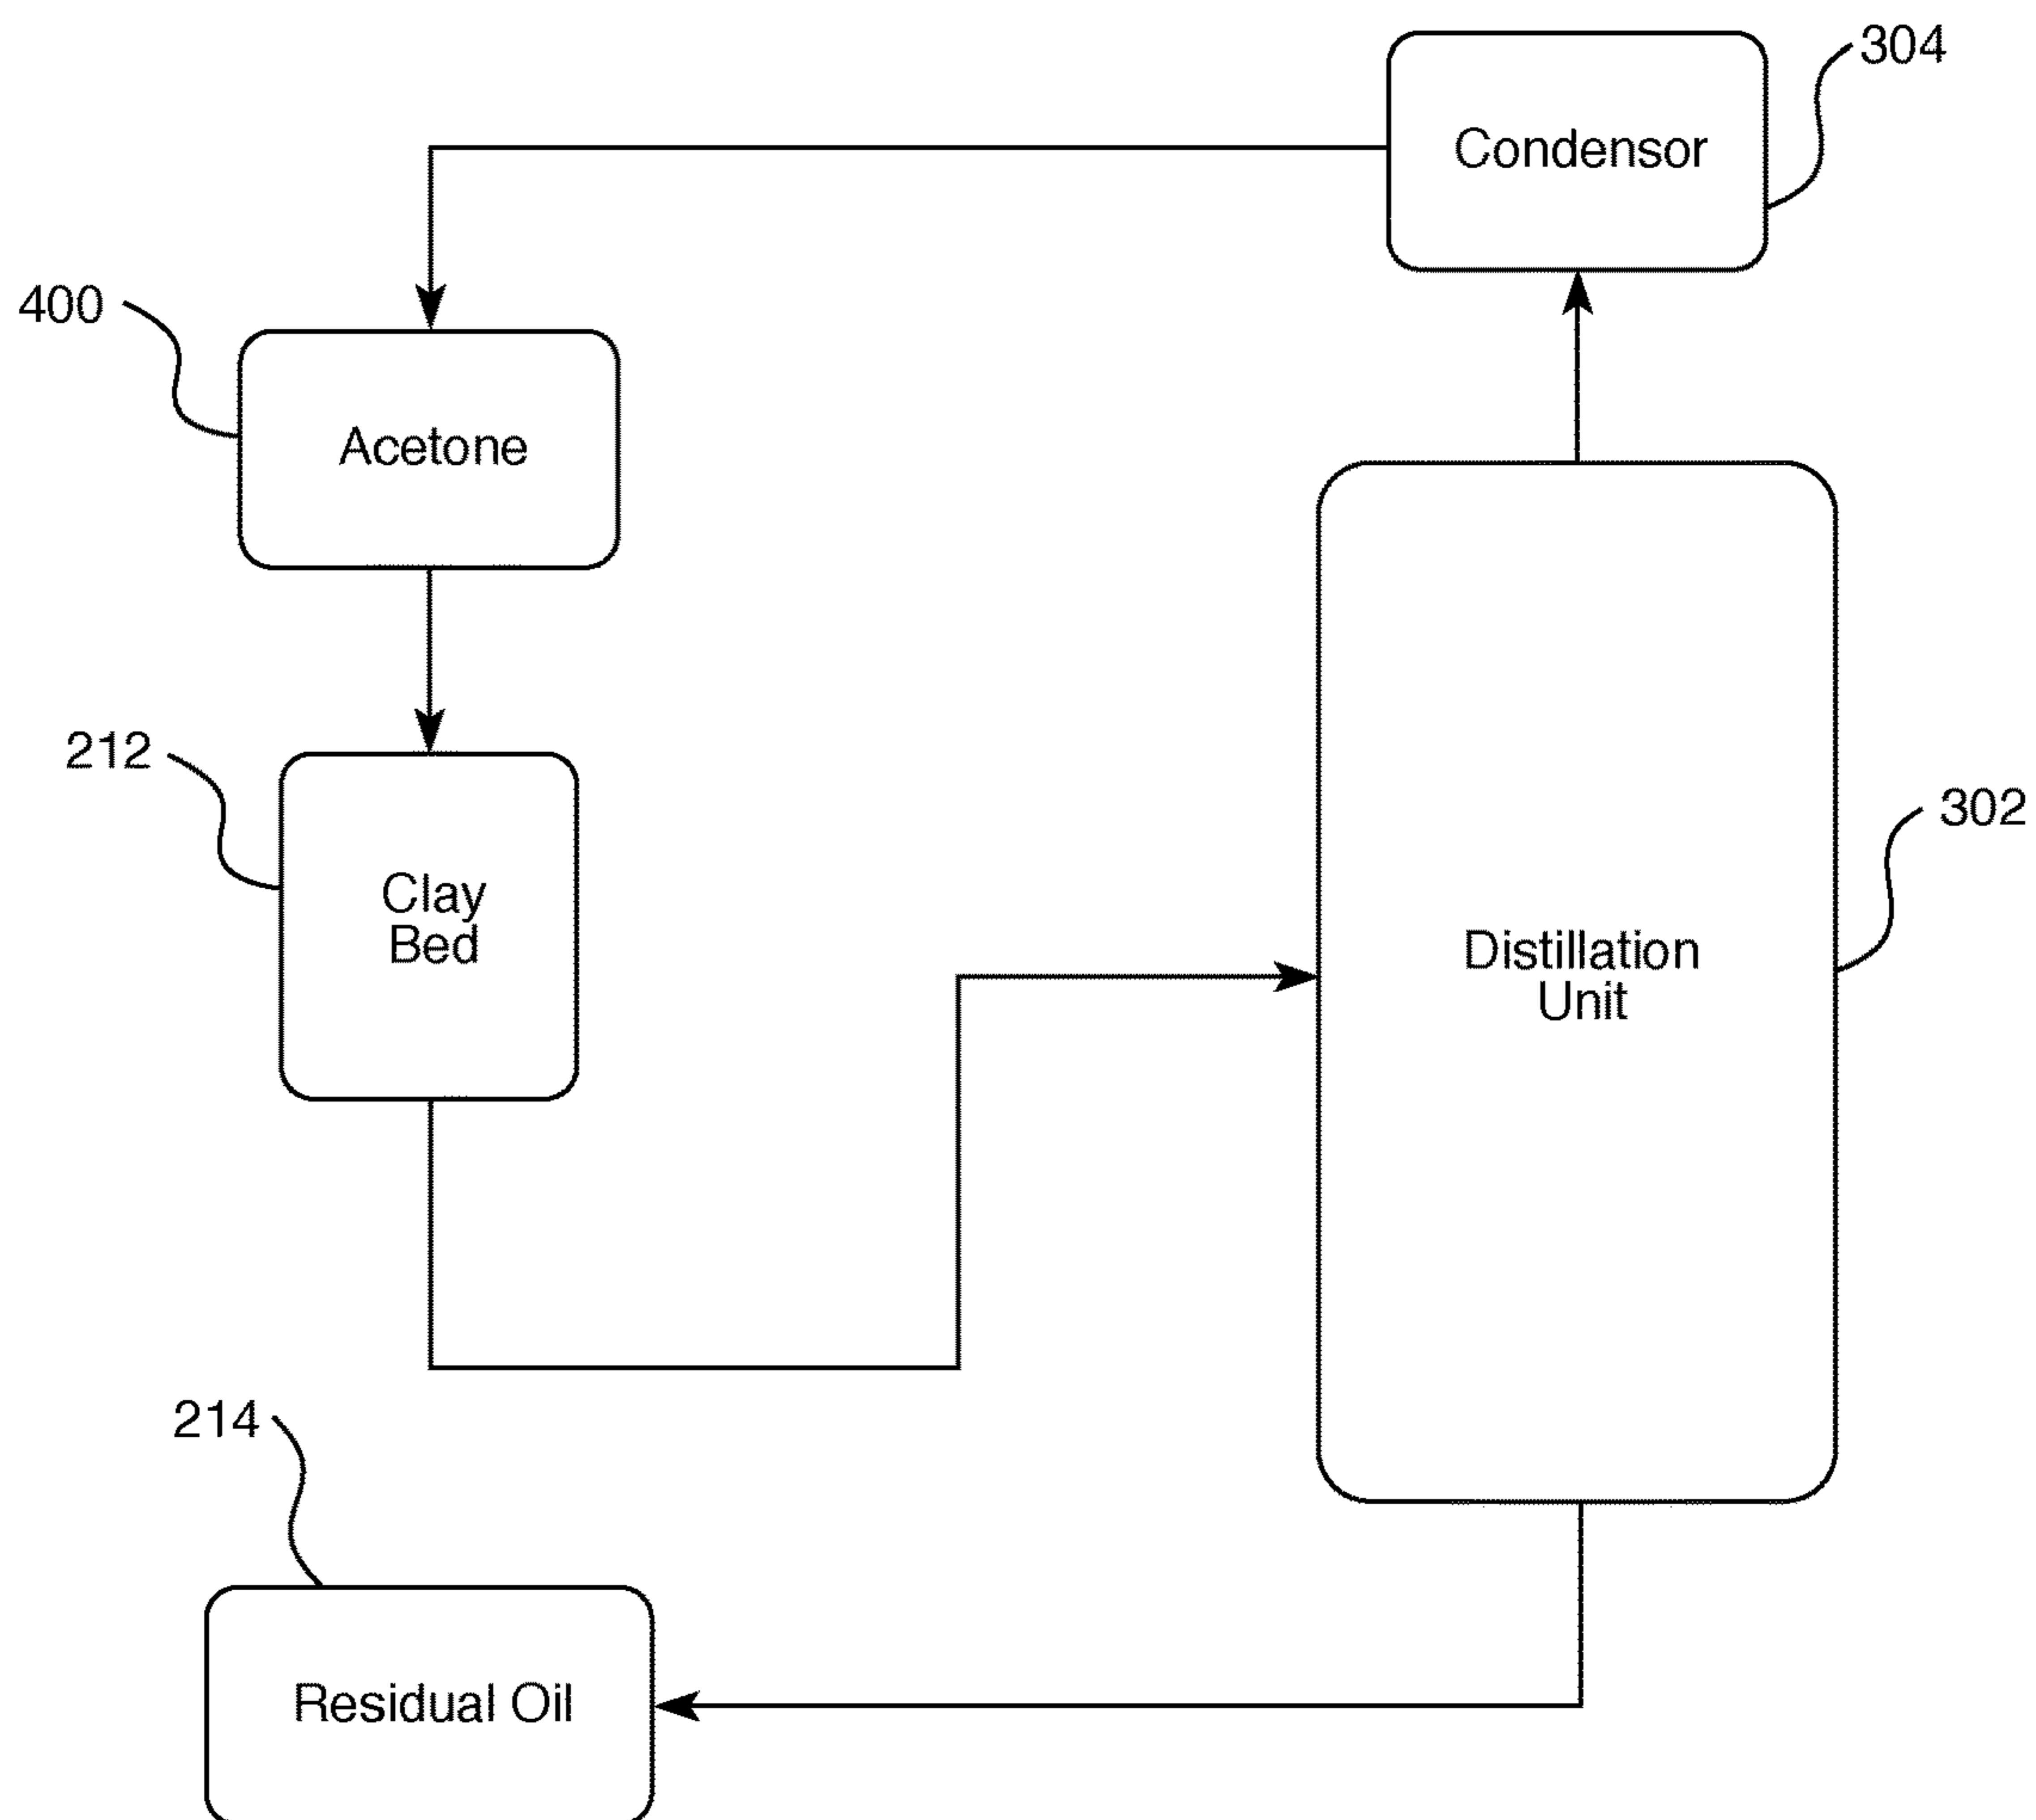 304
Condensor
400
Acetone
212
Clay
Bed
302
Distillation
Unit
214
Residual Oil